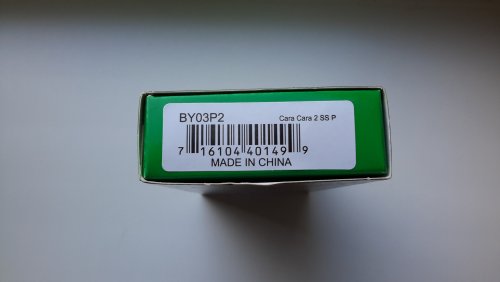 BY03P2 Cara Cara 2 SS P
7 16104 40149 9
MADE IN CHINA